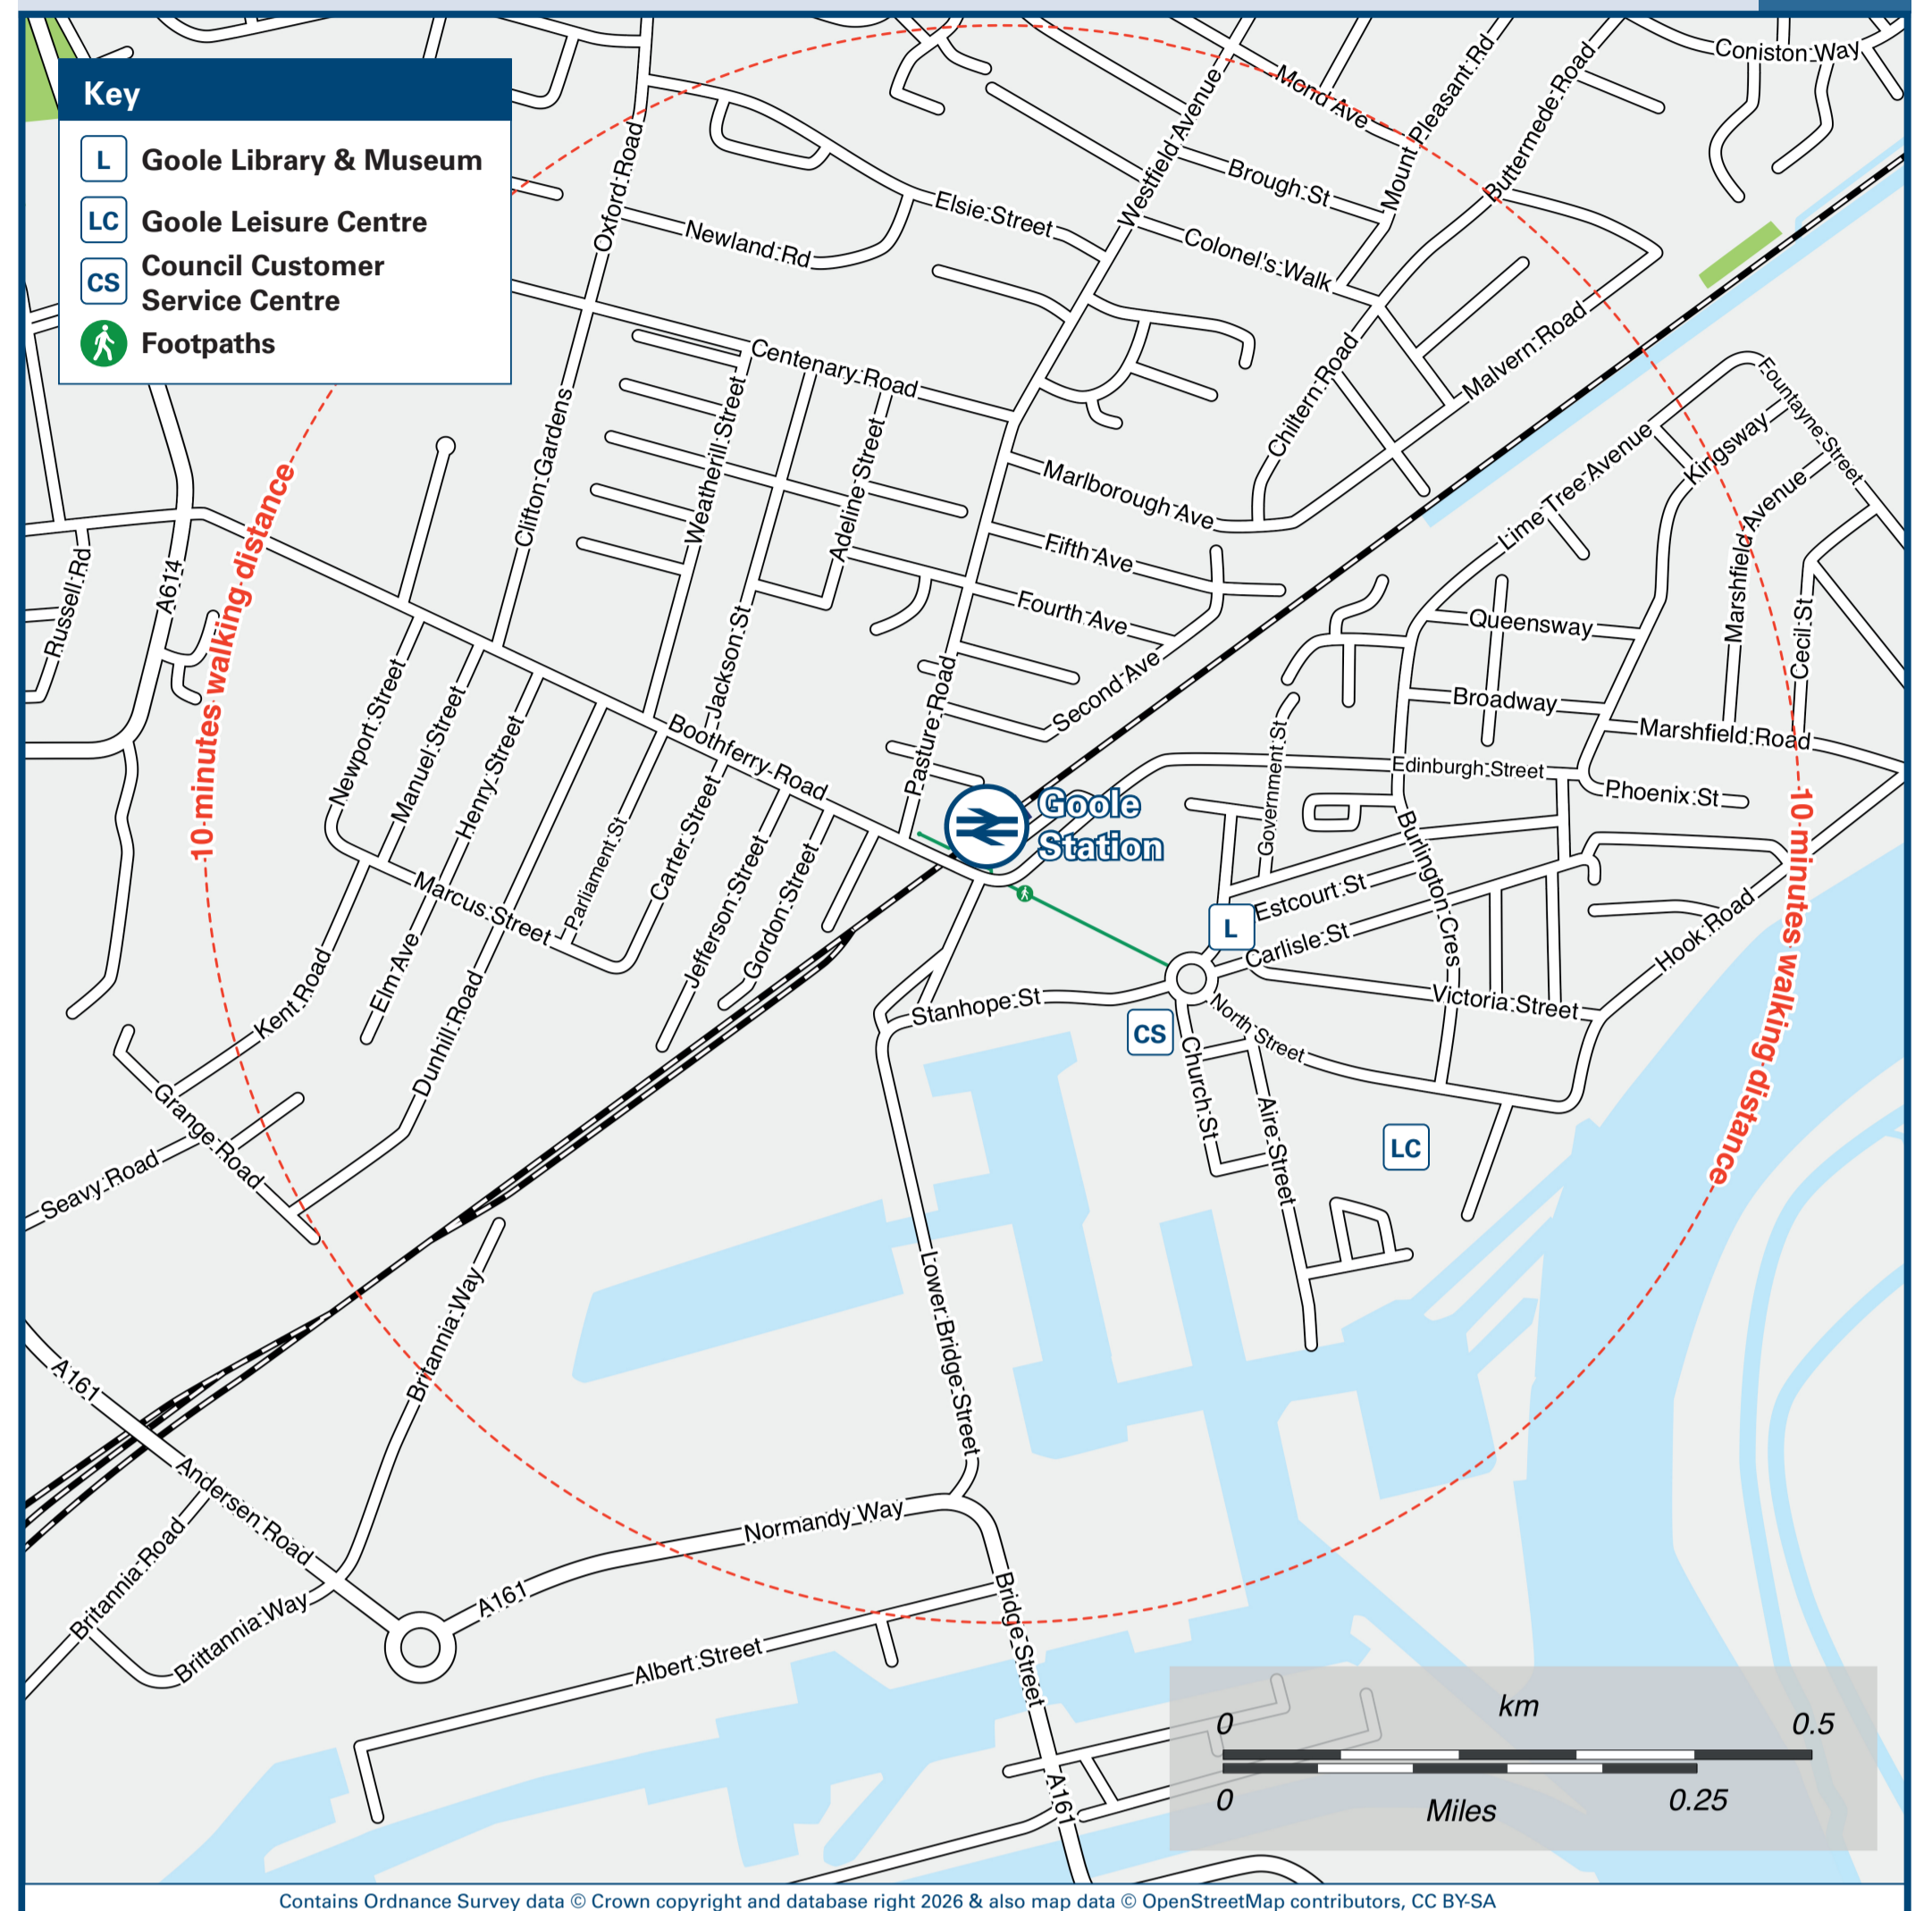 Key
L Goole Library & Museum
LC Goole Leisure Centre
CS Council Customer
Service Centre
Footpaths
Coniston Way
Mond Ave
Mount Pleasant Rd
Buttermede Road
Westfield Avenue
Brough St
Oxford Road
Elsie Street
Newland Rd
Colonel's Walk
Centenary Road
Malvern Road
Chiltern Road
Fountayne Street
Kingsway
Lime Tree Avenue
Marshfield Avenue
Clifton Gardens
Weatherill Street
Adeline Street
Marlborough Ave
Fifth Ave
Fourth Ave
Second Ave
10 minutes walking distance
Russell Rd
A614
Queensway
Cecil St
Broadway
Marshfield Road
Newport Street
Manuel Street
Henry Street
Jackson St
Pasture Road
Boothferry Road
Government St
Edinburgh Street
Phoenix St
Goole
Station
Burlington Cres
Parliament St
Carter Street
Jefferson Street
Gordon Street
Marcus Street
Estcourt St
L
Carlisle St
Hook Road
10 minutes walking distance
Kent Road
Elm Ave
Dunhill Road
Stanhope St
Victoria Street
North Street
CS
Church St
Aire Street
LC
Grange Road
Seavy Road
Britannia Way
Lower Bridge Street
A161
Andersen Road
Normandy Way
Britannia Road
Brittannia Way
A161
Bridge Street
Albert Street
A161
km
0 0.5
0 0.25
Miles
Contains Ordnance Survey data © Crown copyright and database right 2026 & also map data © OpenStreetMap contributors, CC BY-SA